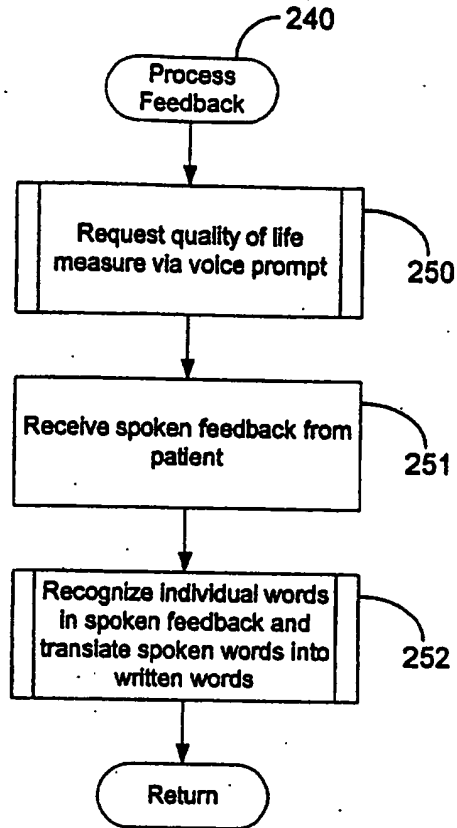 240
Process
Feedback
Request quality of life
measure via voice prompt
250
Receive spoken feedback from
patient
251
Recognize individual words
in spoken feedback and
translate spoken words into
written words
252
Return